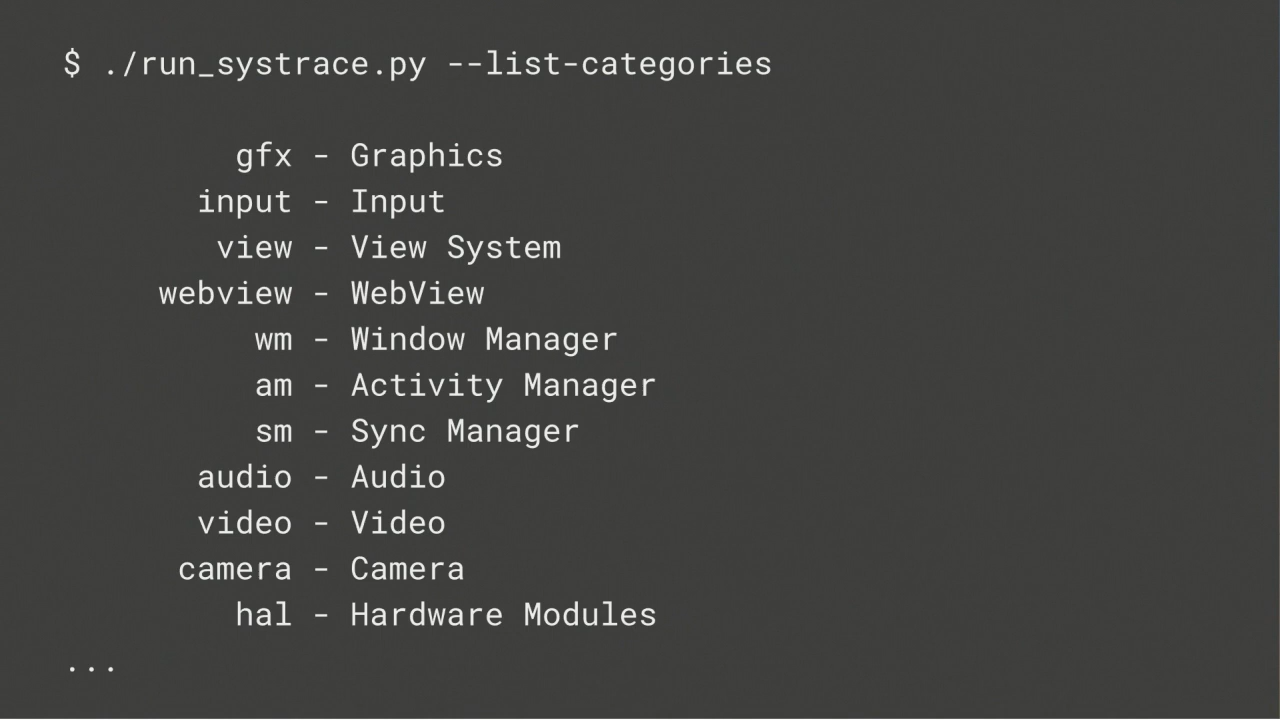 $ ./run_systrace.py --list-categories
gfx - Graphics
input - Input
view - View System
webview - WebView
wm - Window Manager
am - Activity Manager
sm - Sync Manager
audio - Audio
video - Video
camera - Camera
hal - Hardware Modules
...